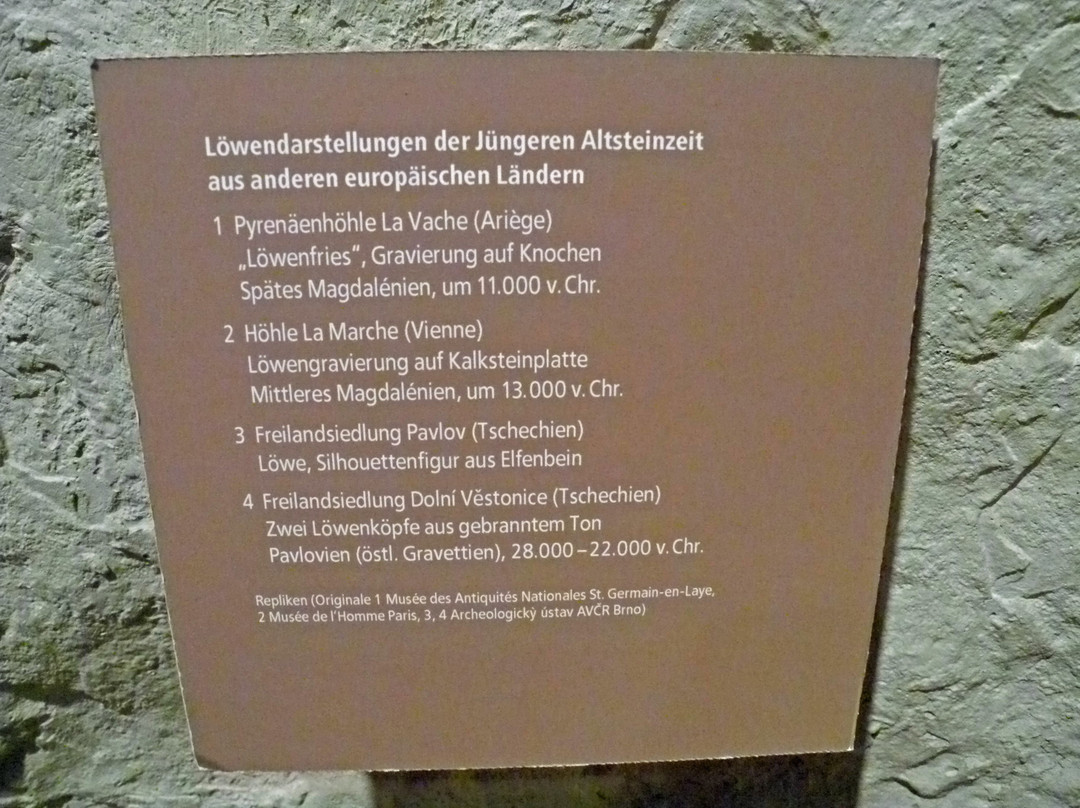 Löwendarstellungen der Jüngeren Altsteinzeit
aus anderen europäischen Ländern
1 Pyrenäenhöhle La Vache (Ariège)
„Löwenfries“, Gravierung auf Knochen
Spätes Magdalénien, um 11.000 v. Chr.
2 Höhle La Marche (Vienne)
Löwengravierung auf Kalksteinplatte
Mittleres Magdalénien, um 13.000 v. Chr.
3 Freilandsiedlung Pavlov (Tschechien)
Löwe, Silhouettenfigur aus Elfenbein
4 Freilandsiedlung Dolní Věstonice (Tschechien)
Zwei Löwenköpfe aus gebranntem Ton
Pavlovien (östl. Gravettien), 28.000–22.000 v. Chr.
Repliken (Originale 1 Musée des Antiquités Nationales St. Germain-en-Laye,
2 Musée de l'Homme Paris, 3, 4 Archeologický ústav AVČR Brno)